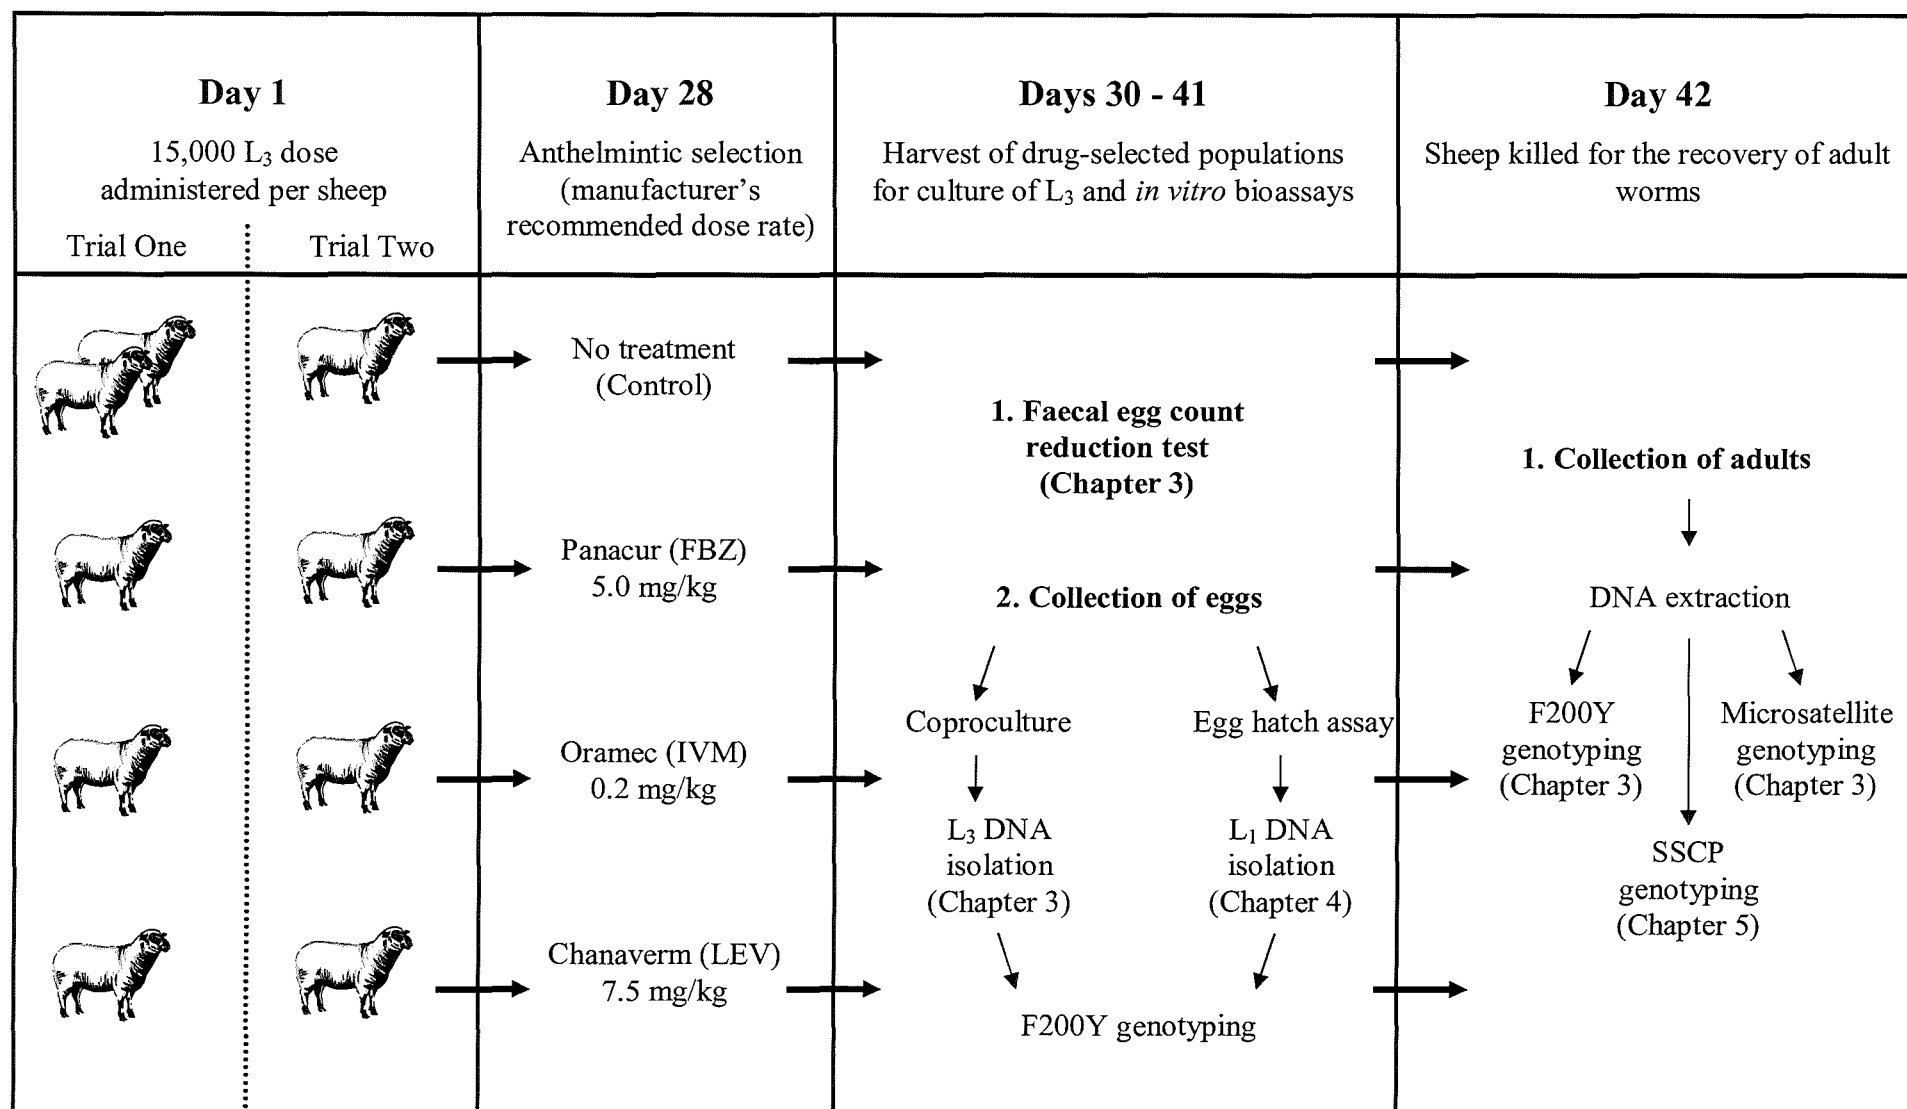 Day 1
15,000 L₃ dose
administered per sheep
Trial One
Trial Two
Day 28
Anthelmintic selection
(manufacturer's
recommended dose rate)
Days 30 - 41
Harvest of drug-selected populations
for culture of L₃ and in vitro bioassays
Day 42
Sheep killed for the recovery of adult
worms
No treatment
(Control)
Panacur (FBZ)
5.0 mg/kg
Oramec (IVM)
0.2 mg/kg
Chanaverm (LEV)
7.5 mg/kg
1. Faecal egg count
reduction test
(Chapter 3)
2. Collection of eggs
Coproculture
Egg hatch assay
L₃ DNA
isolation
(Chapter 3)
L₁ DNA
isolation
(Chapter 4)
F200Y genotyping
1. Collection of adults
DNA extraction
F200Y
genotyping
(Chapter 3)
Microsatellite
genotyping
(Chapter 3)
SSCP
genotyping
(Chapter 5)